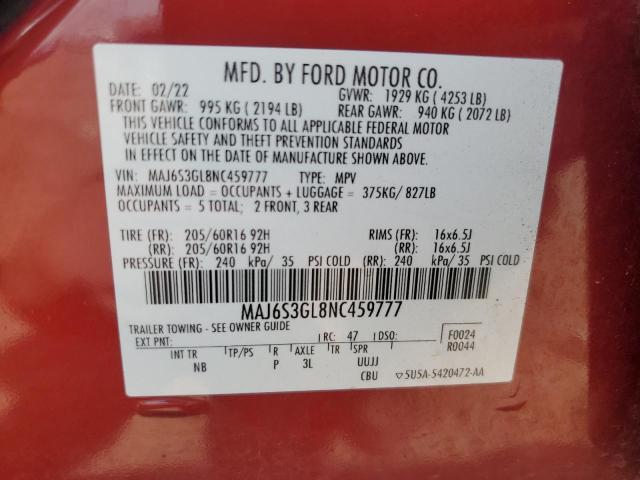 MFD. BY FORD MOTOR CO.
DATE: 02/22 GVWR: 1929 KG ( 4253 LB)
FRONT GAWR: 995 KG ( 2194 LB) REAR GAWR: 940 KG ( 2072 LB)
THIS VEHICLE CONFORMS TO ALL APPLICABLE FEDERAL MOTOR
VEHICLE SAFETY AND THEFT PREVENTION STANDARDS
IN EFFECT ON THE DATE OF MANUFACTURE SHOWN ABOVE.
VIN: MAJ6S3GL8NC459777 TYPE: MPV
MAXIMUM LOAD = OCCUPANTS + LUGGAGE = 375KG/ 827LB
OCCUPANTS = 5 TOTAL; 2 FRONT, 3 REAR
TIRE (FR): 205/60R16 92H RIMS (FR): 16x6.5J
(RR): 205/60R16 92H (RR): 16x6.5J
PRESSURE (FR): 240 kPa/ 35 PSI COLD (RR): 240 kPa/ 35 PSI COLD
MAJ6S3GL8NC459777
TRAILER TOWING - SEE OWNER GUIDE
EXT PNT: RC: 47 DSO: F0024
R0044
INT TR TP/PS R AXLE TR SPR
NB P 3L UUJJ
CBU 5U5A-5420472-AA